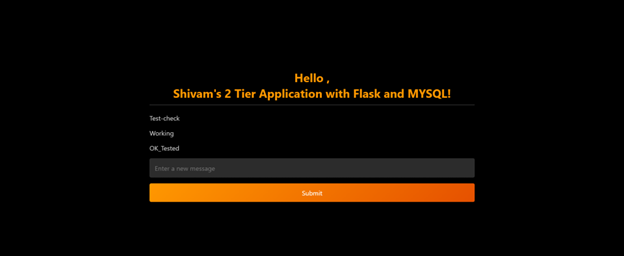 Hello ,
Shivam's 2 Tier Application with Flask and MYSQL!
Test-check
Working
OK_Tested
Enter a new message
Submit